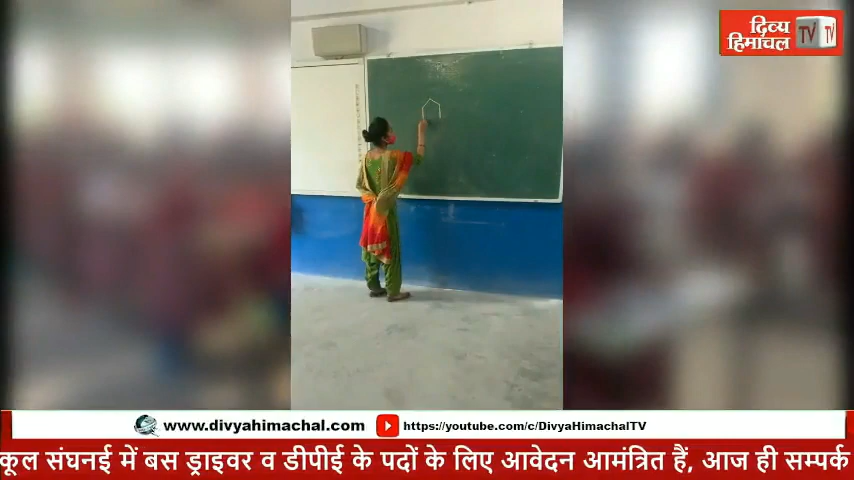 दिव्य
हिमाचल TV TV
www.divyahimachal.com https://youtube.com/c/DivyaHimachalTV
कूल संघनई में बस ड्राइवर व डीपीई के पदों के लिए आवेदन आमंत्रित हैं, आज ही सम्पर्क